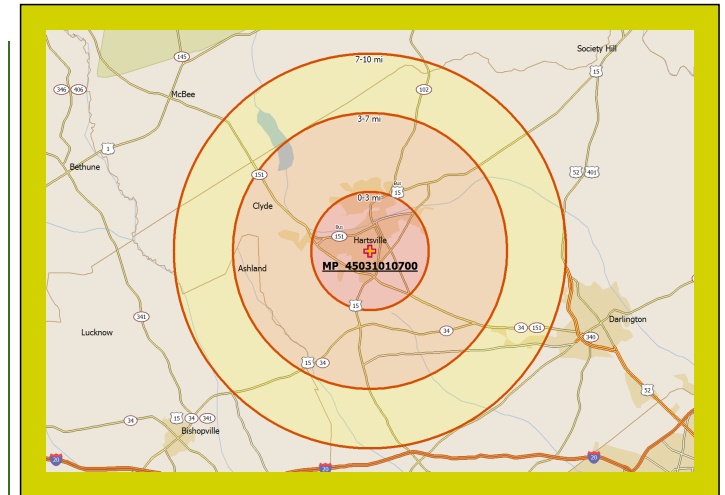 Society Hill
7-10 mi
145
15
346
406
102
McBee
3-7 mi
1
Bethune
151
52
401
0-3 mi
Bus
15
Clyde
Bus
151
Hartsville
MP 45031010700
Ashland
15
341
Darlington
Lucknow
34
34
151
340
15
34
52
34
15
34
341
Bishopville
20
20
20